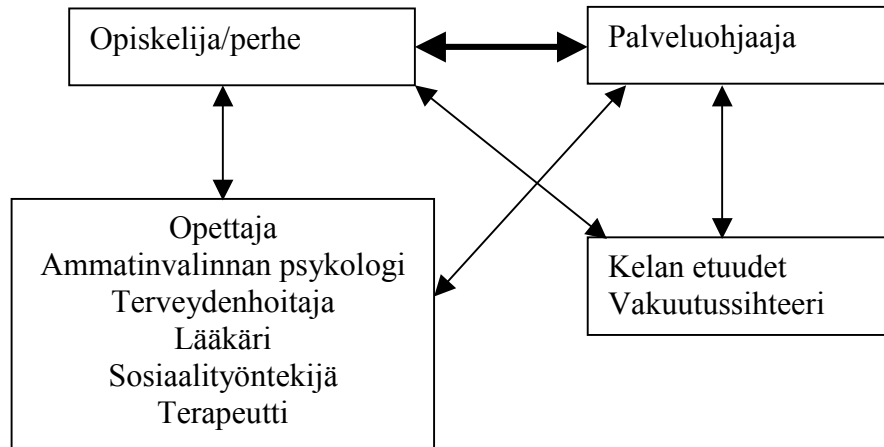 Opiskelija/perhe
Palveluohjaaja
Opettaja
Ammatinvalinnan psykologi
Terveydenhoitaja
Lääkäri
Sosiaalityöntekijä
Terapeutti
Kelan etuudet
Vakuutussihteeri